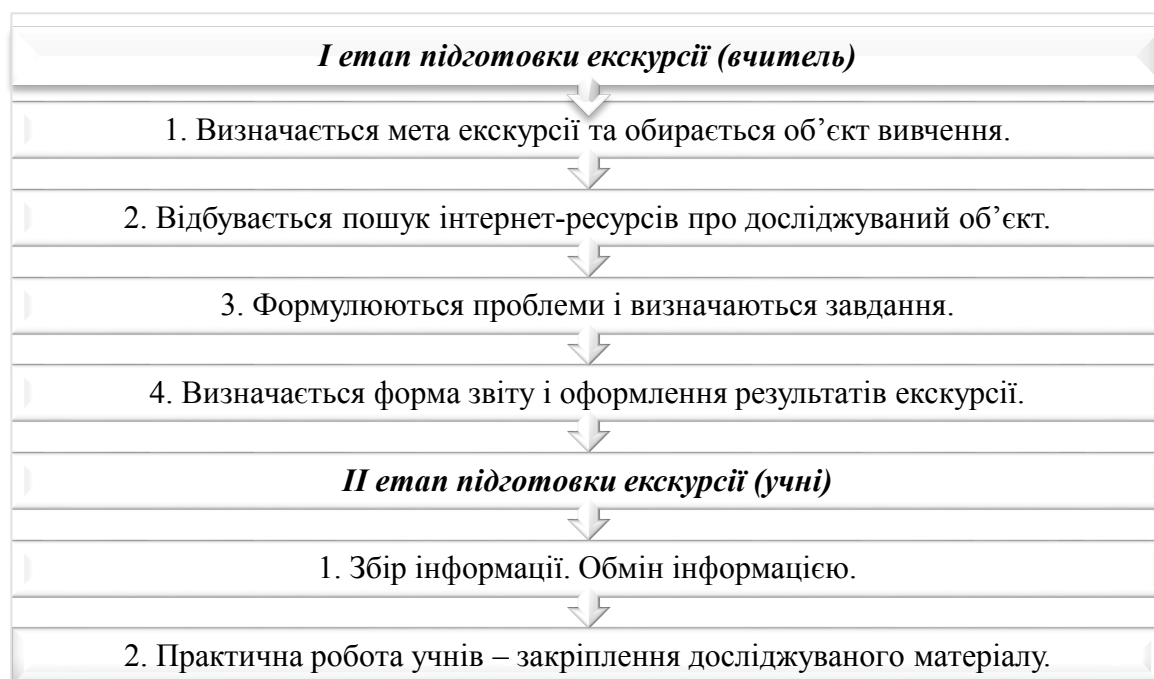 І етап підготовки екскурсії (вчитель)
1. Визначається мета екскурсії та обирається об’єкт вивчення.
2. Відбувається пошук інтернет-ресурсів про досліджуваний об’єкт.
3. Формулюються проблеми і визначаються завдання.
4. Визначається форма звіту і оформлення результатів екскурсії.
ІІ етап підготовки екскурсії (учні)
1. Збір інформації. Обмін інформацією.
2. Практична робота учнів – закріплення досліджуваного матеріалу.